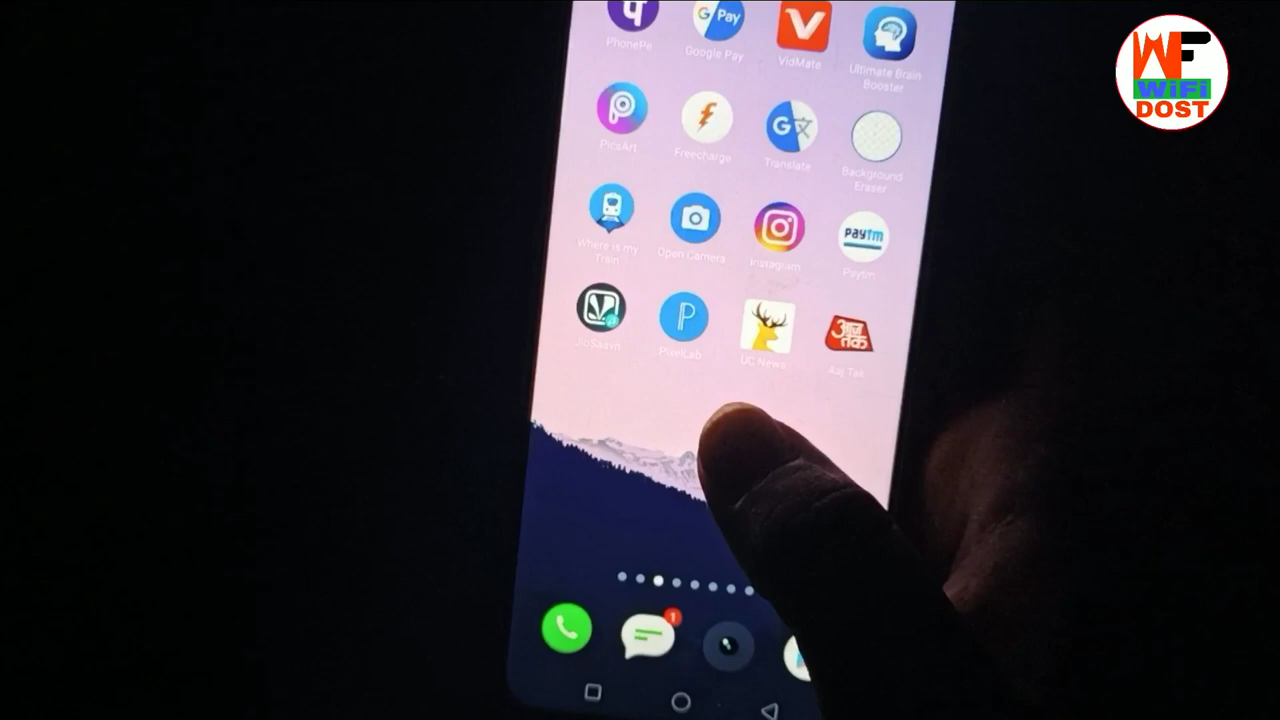 G Pay
PhonePe
Google Pay
VidMate
Ultimate Brain
Booster
PicsArt
Freecharge
Translate
Background
Eraser
paytm
Where is my
Train
Open Camera
Instagram
Paytm
आज
तक
JioSaavn
PixelLab
UC News
Aaj Tak
1
WF
WiFi
DOST